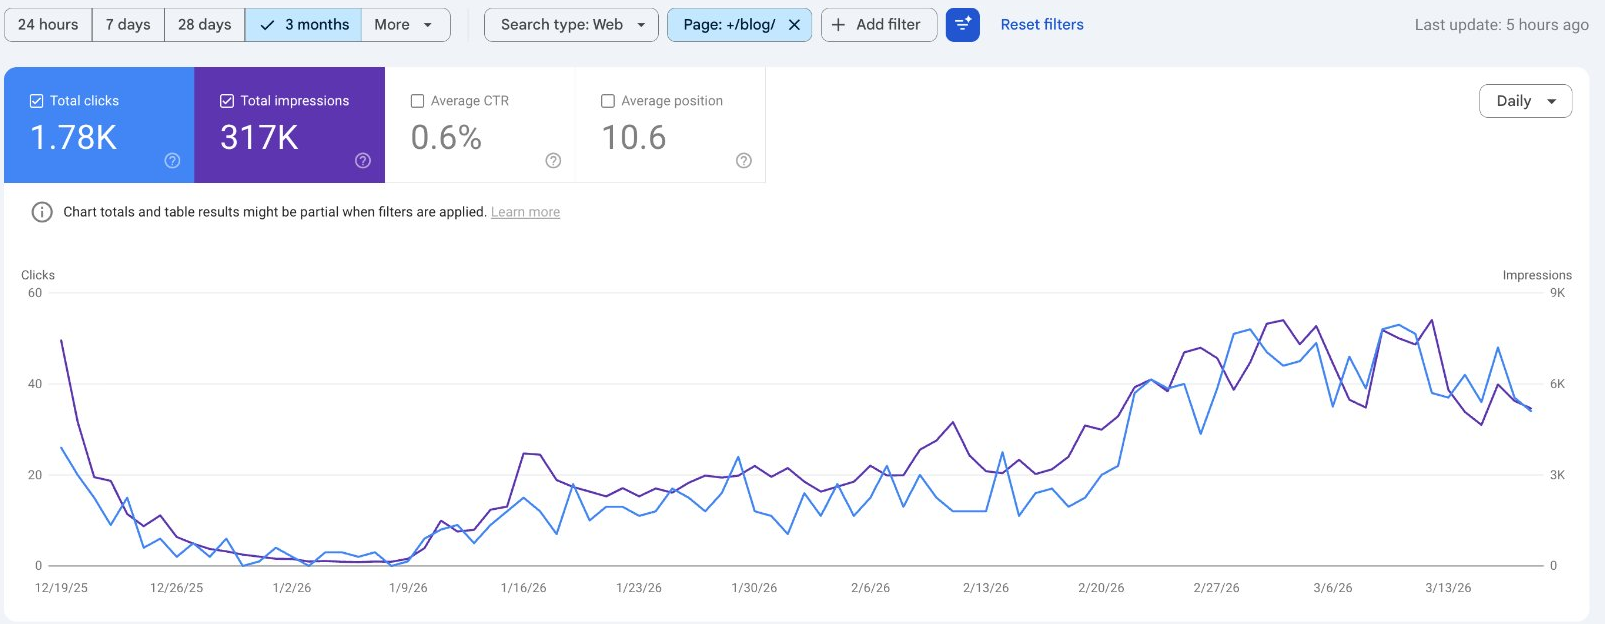 24 hours 7 days 28 days 3 months More Search type: Web Page: +/blog/ Add filter Reset filters Last update: 5 hours ago
Total clicks Total impressions Average CTR Average position
1.78K 317K 0.6% 10.6
Daily
Chart totals and table results might be partial when filters are applied. Learn more
Clicks Impressions
60 9K
40 6K
20 3K
0 0
12/19/25 12/26/25 1/2/26 1/9/26 1/16/26 1/23/26 1/30/26 2/6/26 2/13/26 2/20/26 2/27/26 3/6/26 3/13/26